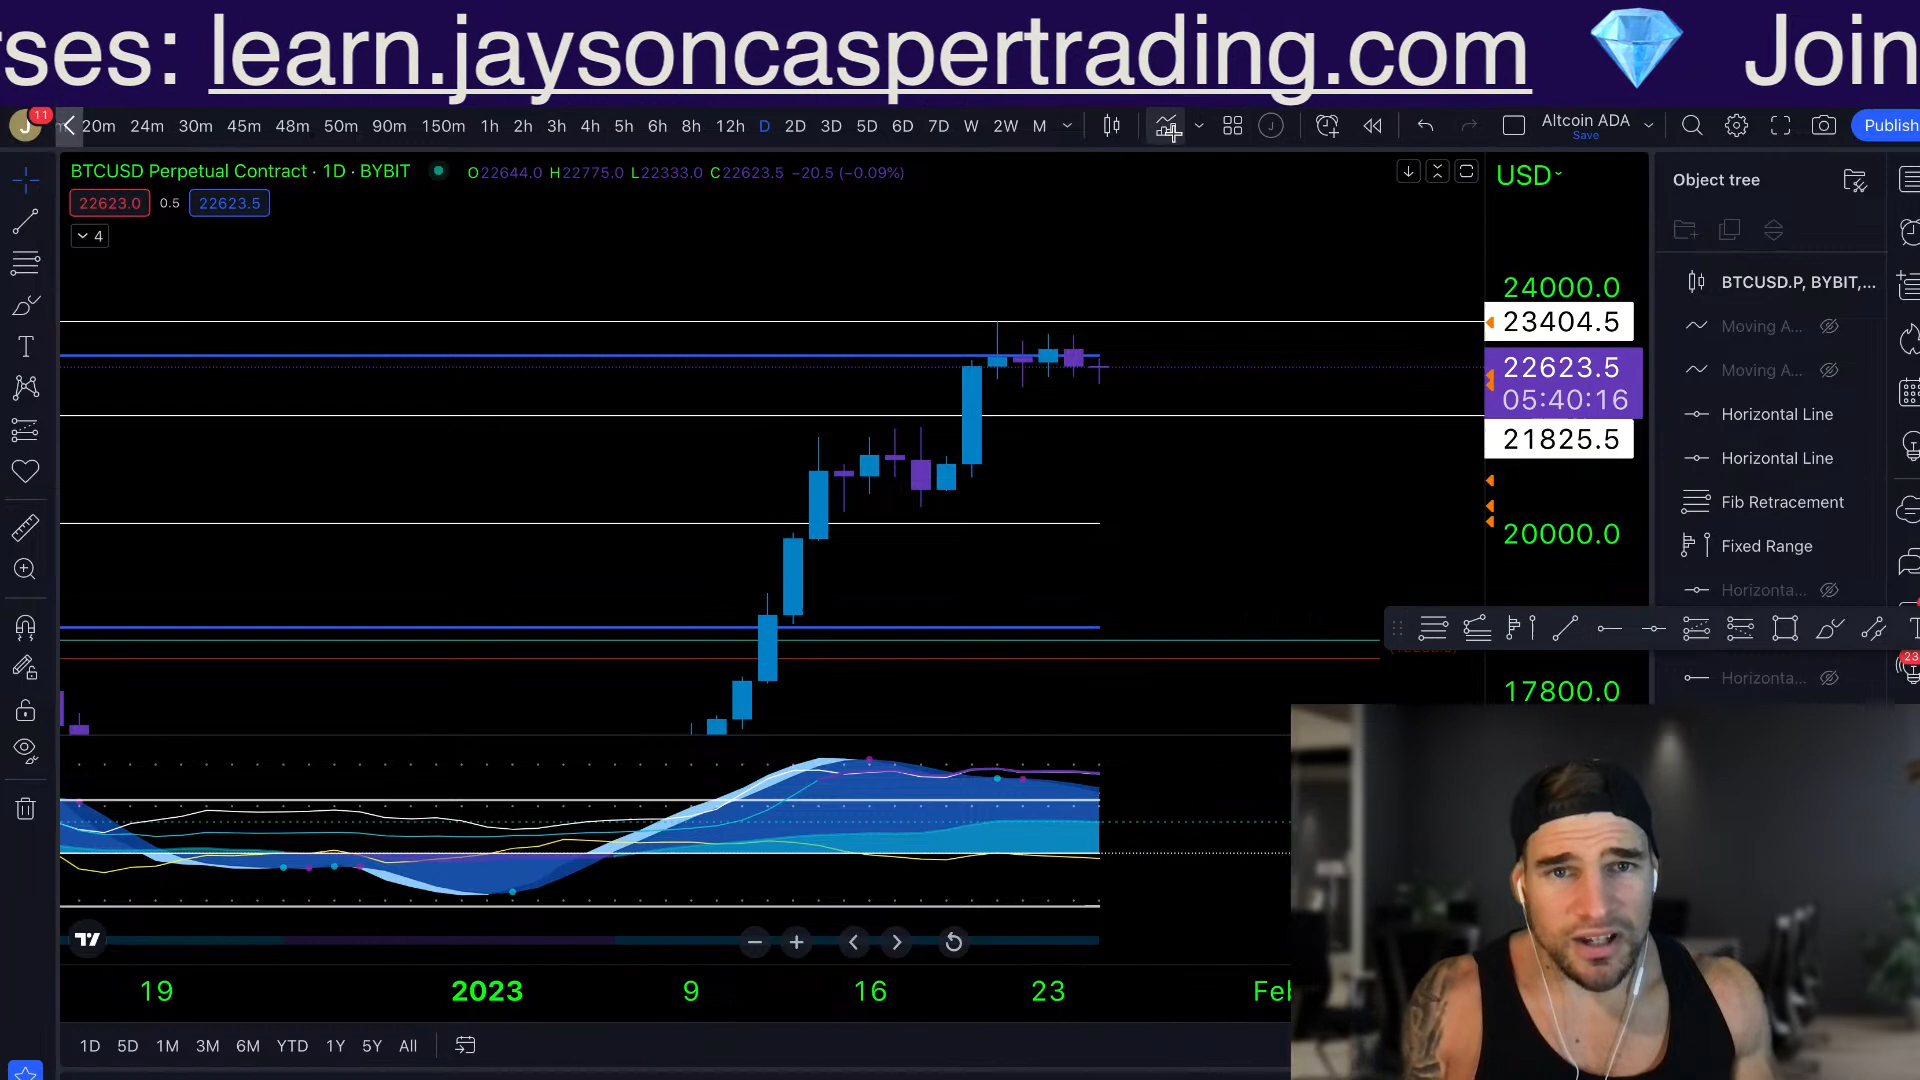 rses: learn.jaysoncaspertrading.com 💎 Join
J 11 20m 24m 30m 45m 48m 50m 90m 150m 1h 2h 3h 4h 5h 6h 8h 12h D 2D 3D 5D 6D 7D W 2W M J Altcoin ADA Save Publish
BTCUSD Perpetual Contract · 1D · BYBIT O22644.0 H22775.0 L22333.0 C22623.5 −20.5 (−0.09%)
22623.0 0.5 22623.5
4
USD
24000.0
23404.5
22623.5
05:40:16
21825.5
20000.0
17800.0
Object tree
BTCUSD.P, BYBIT,...
Moving A...
Moving A...
Horizontal Line
Horizontal Line
Fib Retracement
Fixed Range
Horizonta...
Horizonta...
23
19 2023 9 16 23 Feb
1D 5D 1M 3M 6M YTD 1Y 5Y All